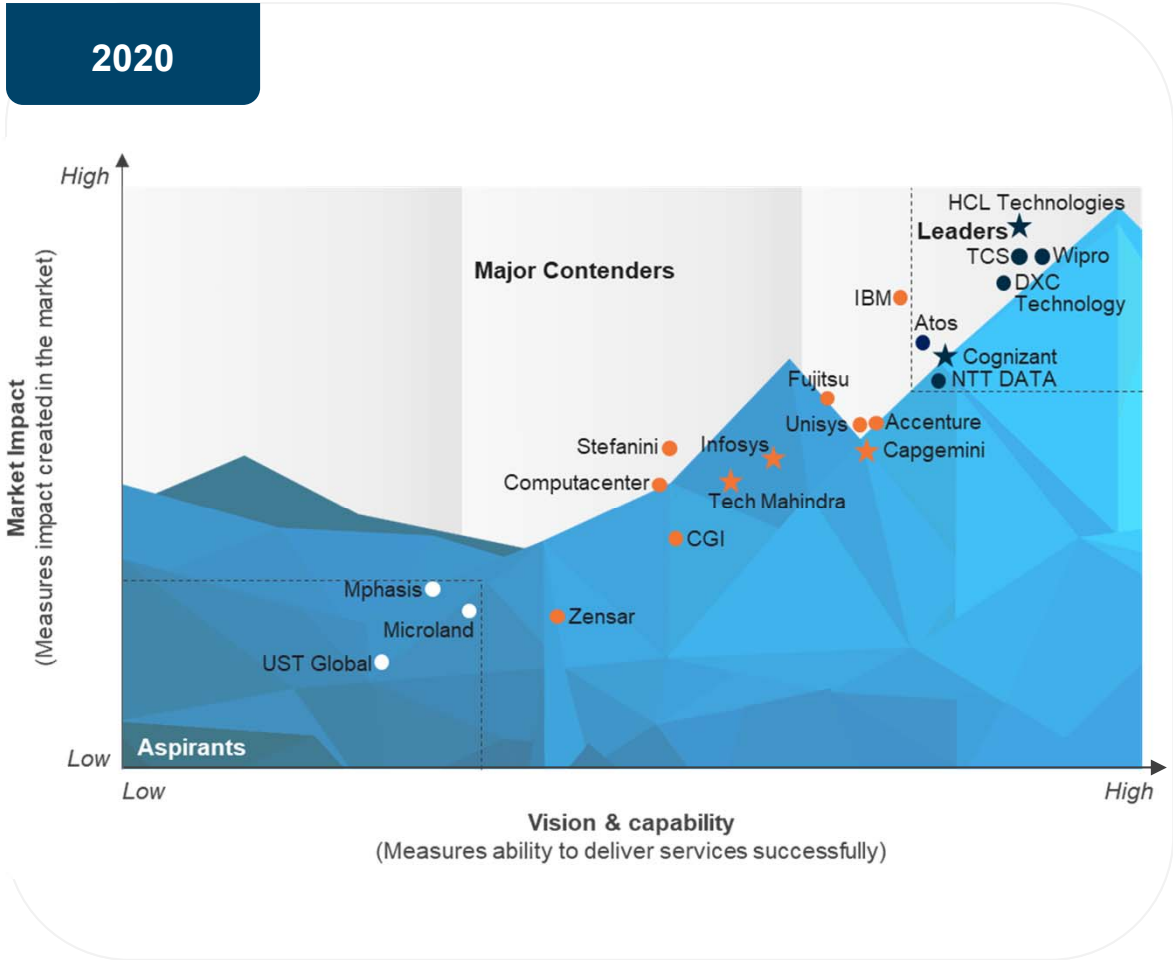 2020
High
HCL Technologies
Leaders
TCS
Wipro
Major Contenders
DXC
Technology
IBM
Atos
Cognizant
Fujitsu
NTT DATA
Unisys
Accenture
Stefanini
Infosys
Capgemini
Computacenter
Tech Mahindra
CGI
Mphasis
Zensar
Microland
UST Global
Aspirants
Market Impact
(Measures impact created in the market)
Low
Low
High
Vision & capability
(Measures ability to deliver services successfully)